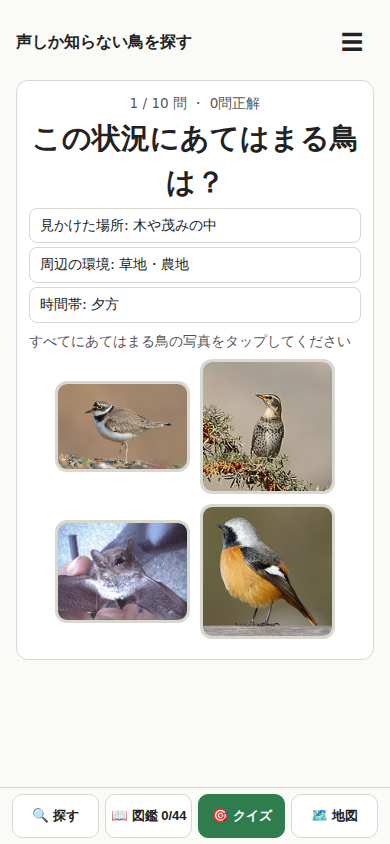 声しか知らない鳥を探す
1 / 10 問 ・ 0問正解
この状況にあてはまる鳥
は？
見かけた場所: 木や茂みの中
周辺の環境: 草地・農地
時間帯: 夕方
すべてにあてはまる鳥の写真をタップしてください
🔍 探す
📖 図鑑 0/44
🎯 クイズ
🗺️ 地図